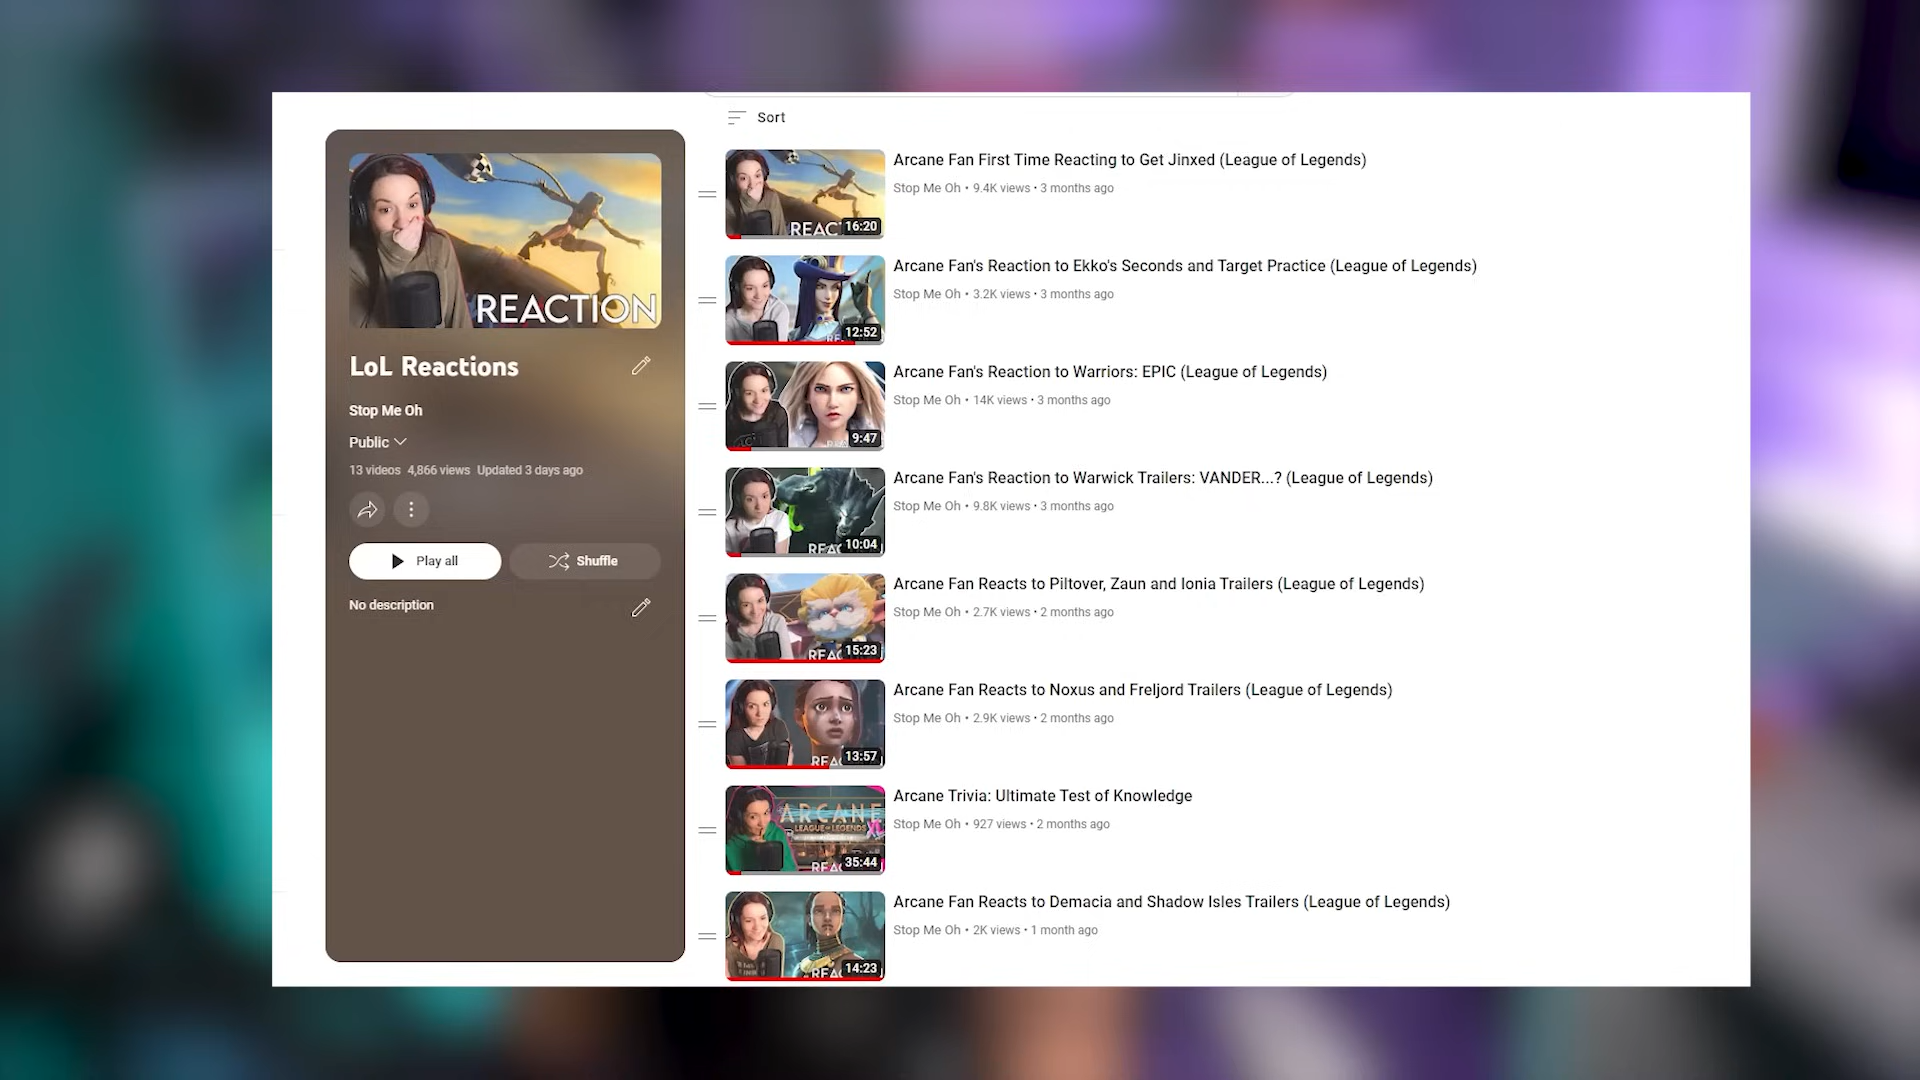 REACTION
LoL Reactions
Stop Me Oh
Public
13 videos 4,866 views Updated 3 days ago
Play all
Shuffle
No description
Sort
REAC
16:20
Arcane Fan First Time Reacting to Get Jinxed (League of Legends)
Stop Me Oh • 9.4K views • 3 months ago
12:52
Arcane Fan's Reaction to Ekko's Seconds and Target Practice (League of Legends)
Stop Me Oh • 3.2K views • 3 months ago
9:47
Arcane Fan's Reaction to Warriors: EPIC (League of Legends)
Stop Me Oh • 14K views • 3 months ago
REA
10:04
Arcane Fan's Reaction to Warwick Trailers: VANDER...? (League of Legends)
Stop Me Oh • 9.8K views • 3 months ago
REA
15:23
Arcane Fan Reacts to Piltover, Zaun and Ionia Trailers (League of Legends)
Stop Me Oh • 2.7K views • 2 months ago
REA
13:57
Arcane Fan Reacts to Noxus and Freljord Trailers (League of Legends)
Stop Me Oh • 2.9K views • 2 months ago
ARCANE
LEAGUE OF LEGENDS
REA
35:44
Arcane Trivia: Ultimate Test of Knowledge
Stop Me Oh • 927 views • 2 months ago
REA
14:23
Arcane Fan Reacts to Demacia and Shadow Isles Trailers (League of Legends)
Stop Me Oh • 2K views • 1 month ago